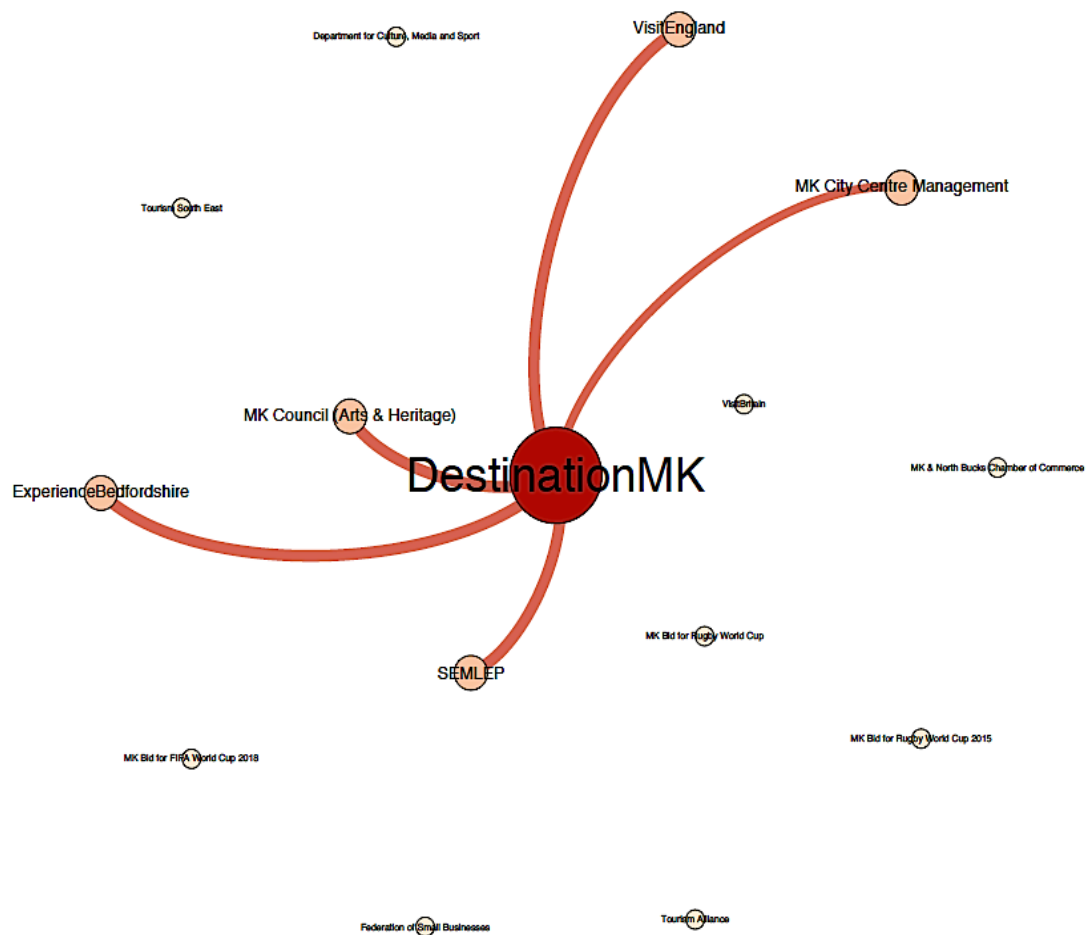 VisitEngland
Department for Culture, Media and Sport
MK City Centre Management
Tourism South East
VisitBritain
MK Council (Arts & Heritage)
MK & North Bucks Chamber of Commerce
DestinationMK
ExperienceBedfordshire
MK Bid for Rugby World Cup
SEMLEP
MK Bid for Rugby World Cup 2015
MK Bid for FIFA World Cup 2018
Tourism Alliance
Federation of Small Businesses